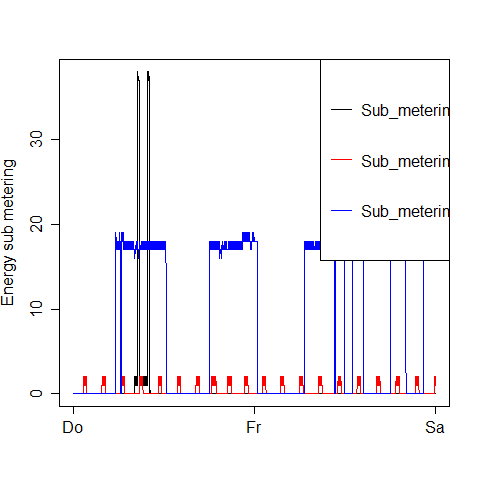 Energy sub metering
30
20
10
0
Do
Fr
Sa
Sub_meterin
Sub_meterin
Sub_meterin